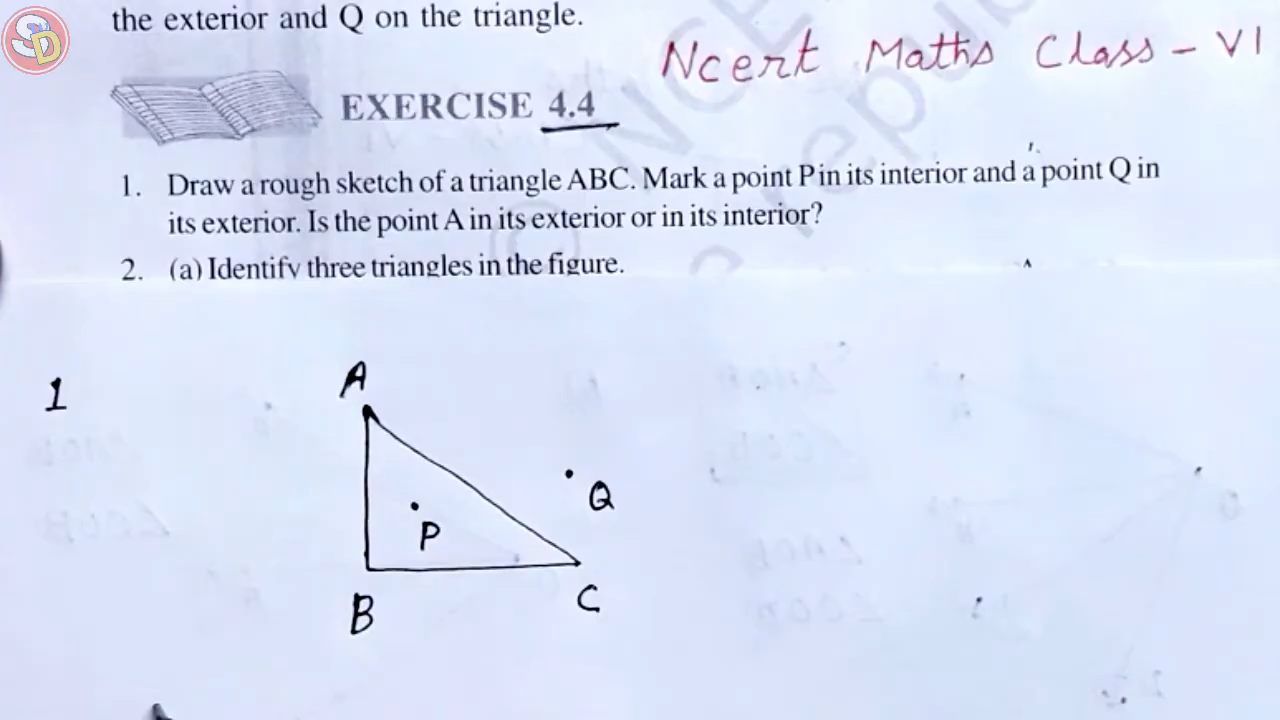 SD
the exterior and Q on the triangle.
Ncert Maths Class - VI
EXERCISE 4.4
1. Draw a rough sketch of a triangle ABC. Mark a point P in its interior and a point Q in
its exterior. Is the point A in its exterior or in its interior?
2. (a) Identify three triangles in the figure.
1
A
Q
P
B
C